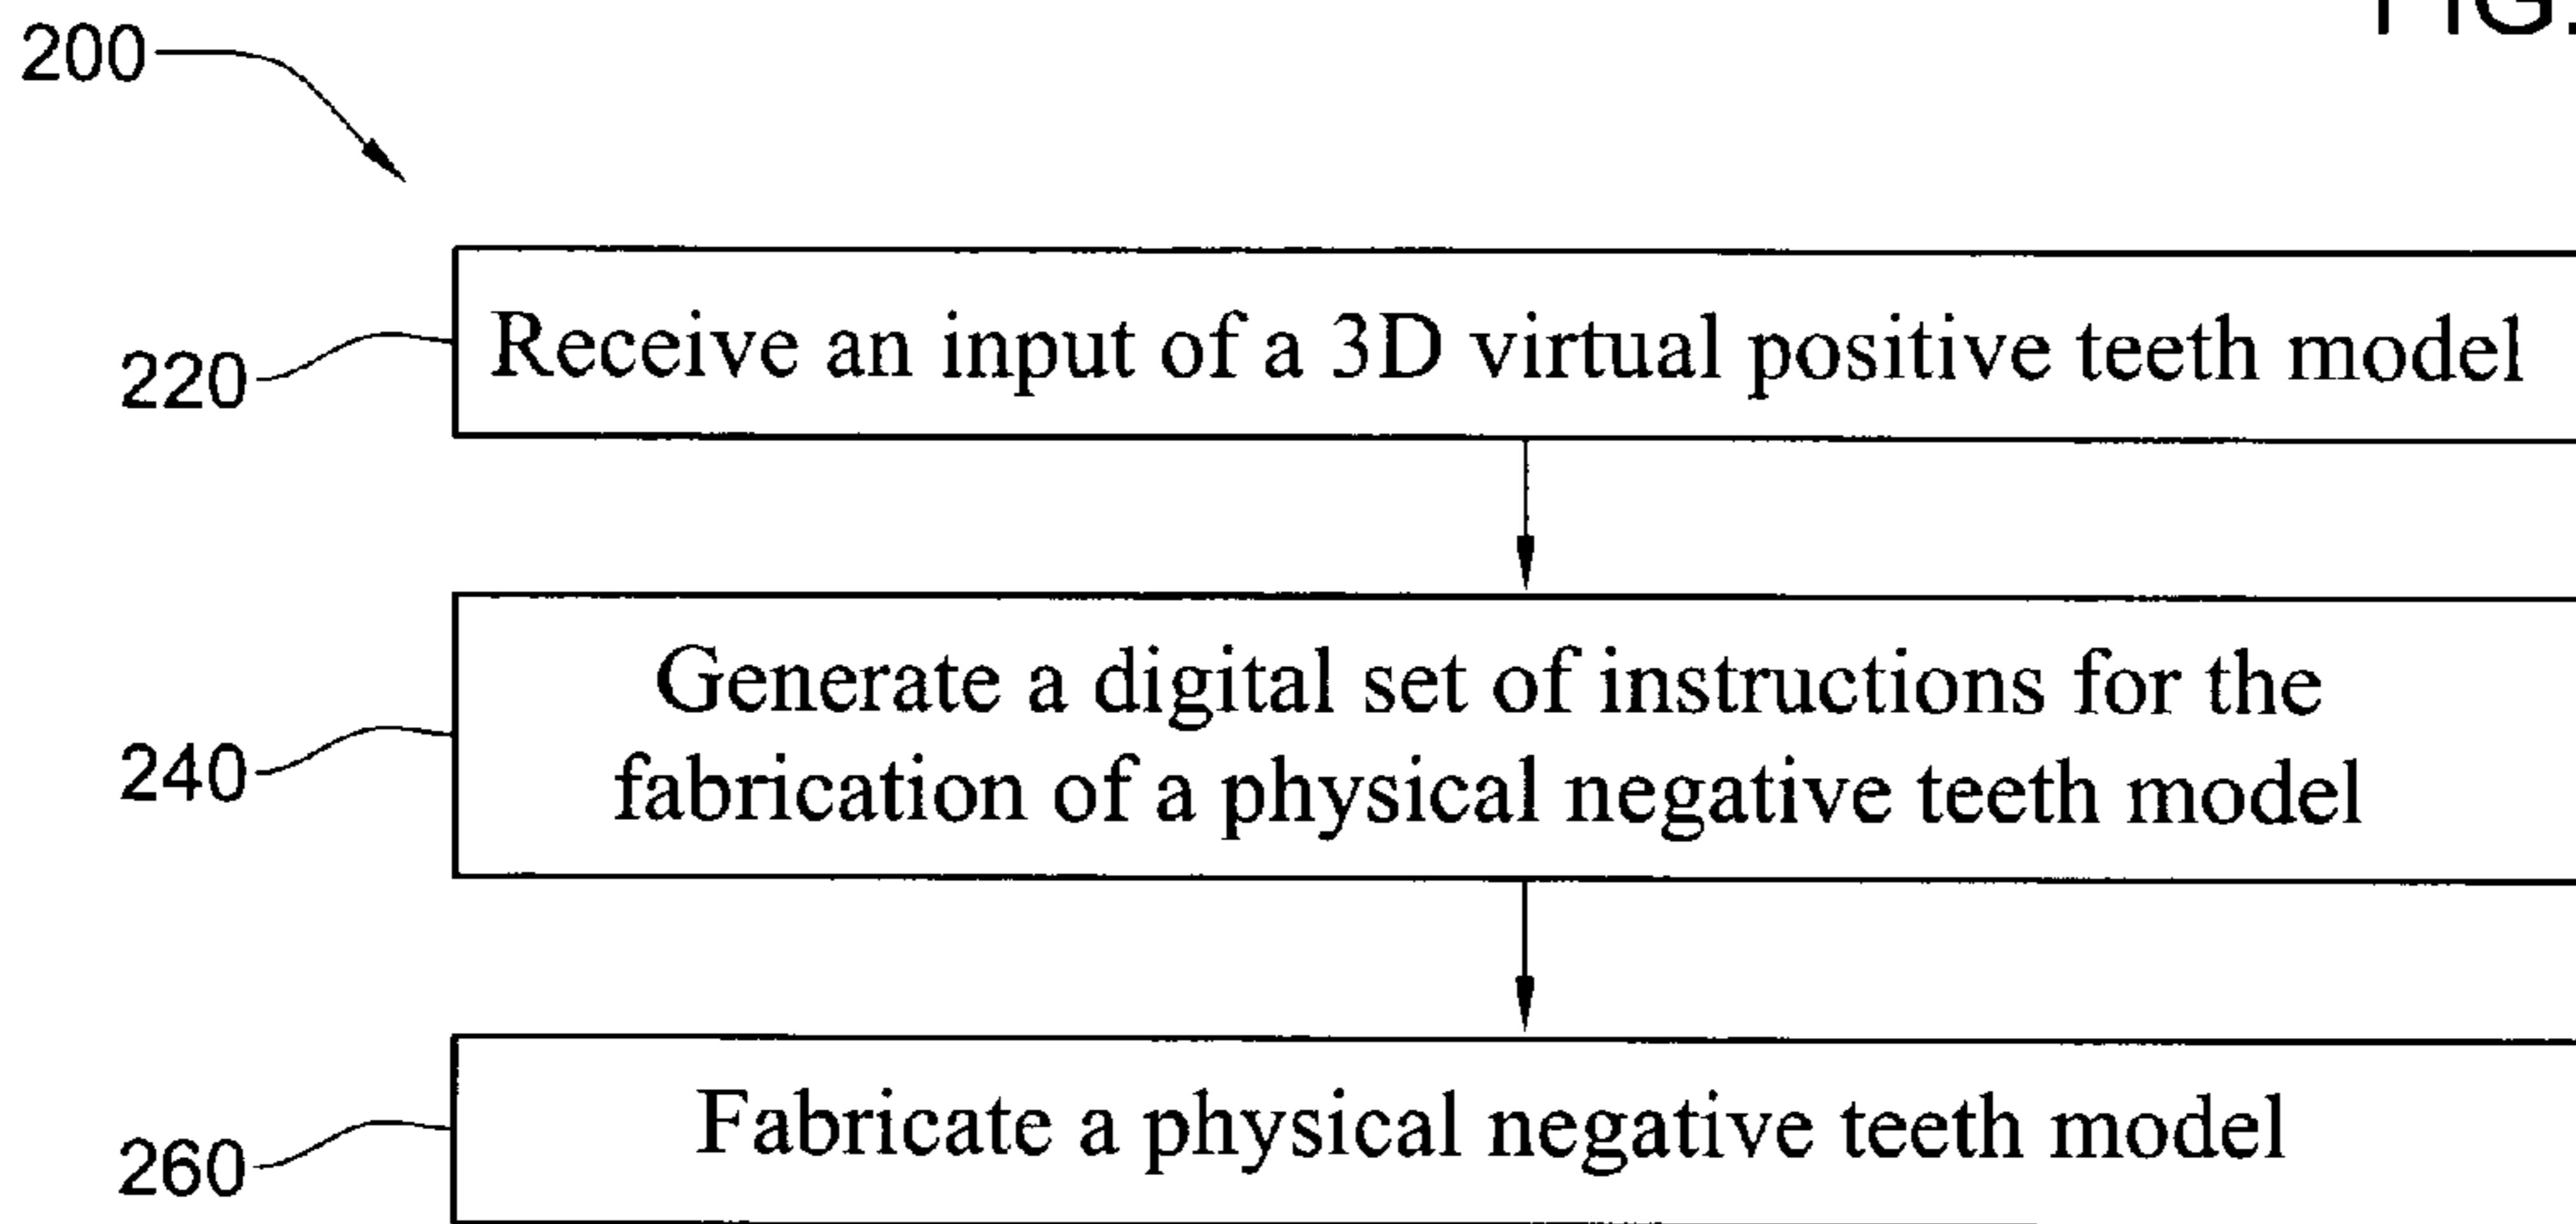 FIG.
200
220
Receive an input of a 3D virtual positive teeth model
240
Generate a digital set of instructions for the
fabrication of a physical negative teeth model
260
Fabricate a physical negative teeth model